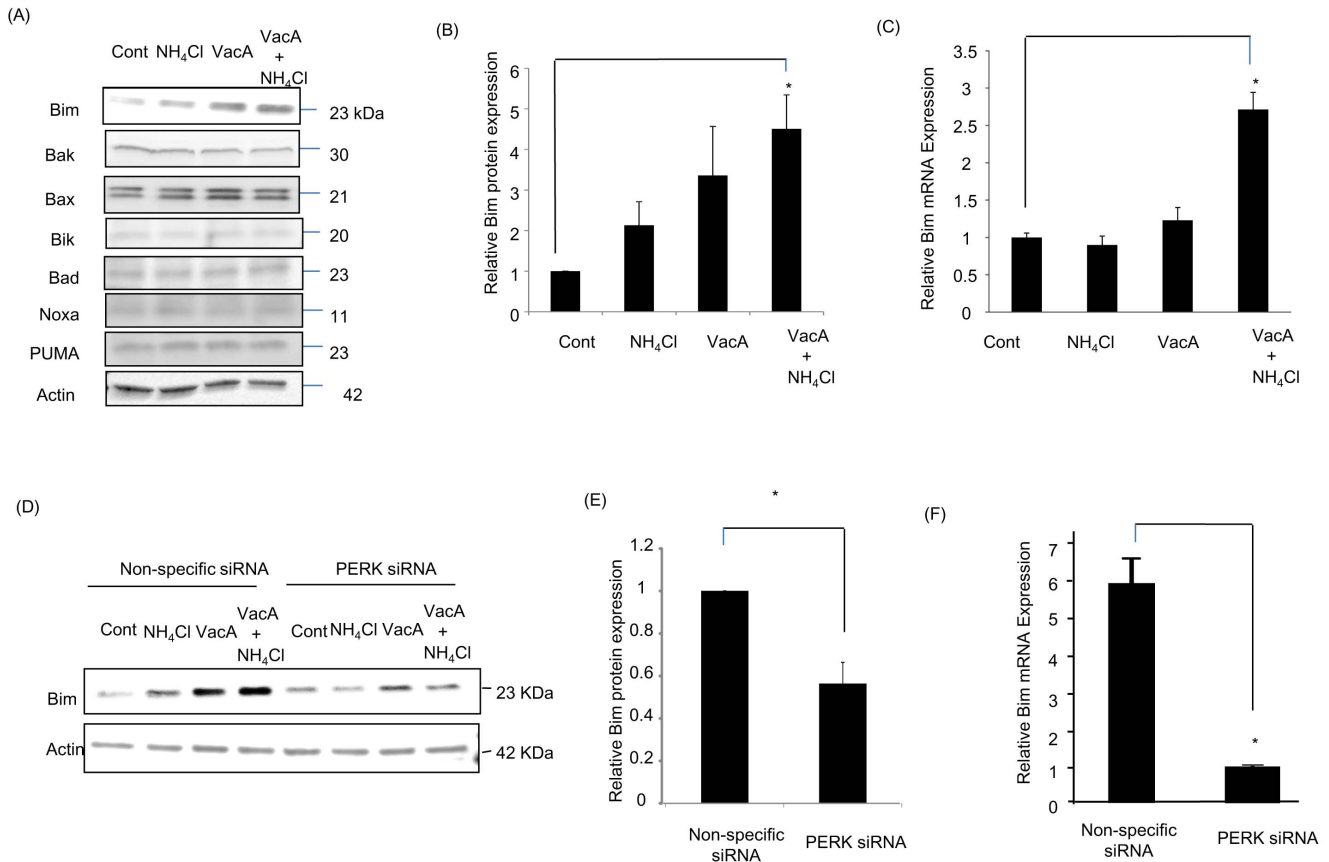 (A)
Cont NH4Cl VacA VacA
+
NH4Cl
Bim 23 kDa
Bak 30
Bax 21
Bik 20
Bad 23
Noxa 11
PUMA 23
Actin 42
(B)
Relative Bim protein expression
6
5
*
4
3
2
1
0
Cont NH4Cl VacA VacA
+
NH4Cl
(C)
Relative Bim mRNA Expression
3.5
3
*
2.5
2
1.5
1
0.5
0
Cont NH4Cl VacA VacA
+
NH4Cl
(D)
Non-specific siRNA PERK siRNA
Cont NH4Cl VacA VacA
+
NH4Cl
Cont NH4Cl VacA VacA
+
NH4Cl
Bim 23 KDa
Actin 42 KDa
(E)
*
Relative Bim protein expression
1.2
1
0.8
0.6
0.4
0.2
0
Non-specific
siRNA
PERK siRNA
(F)
Relative Bim mRNA Expression
7
6
5
4
3
2
*
1
0
Non-specific
siRNA
PERK siRNA